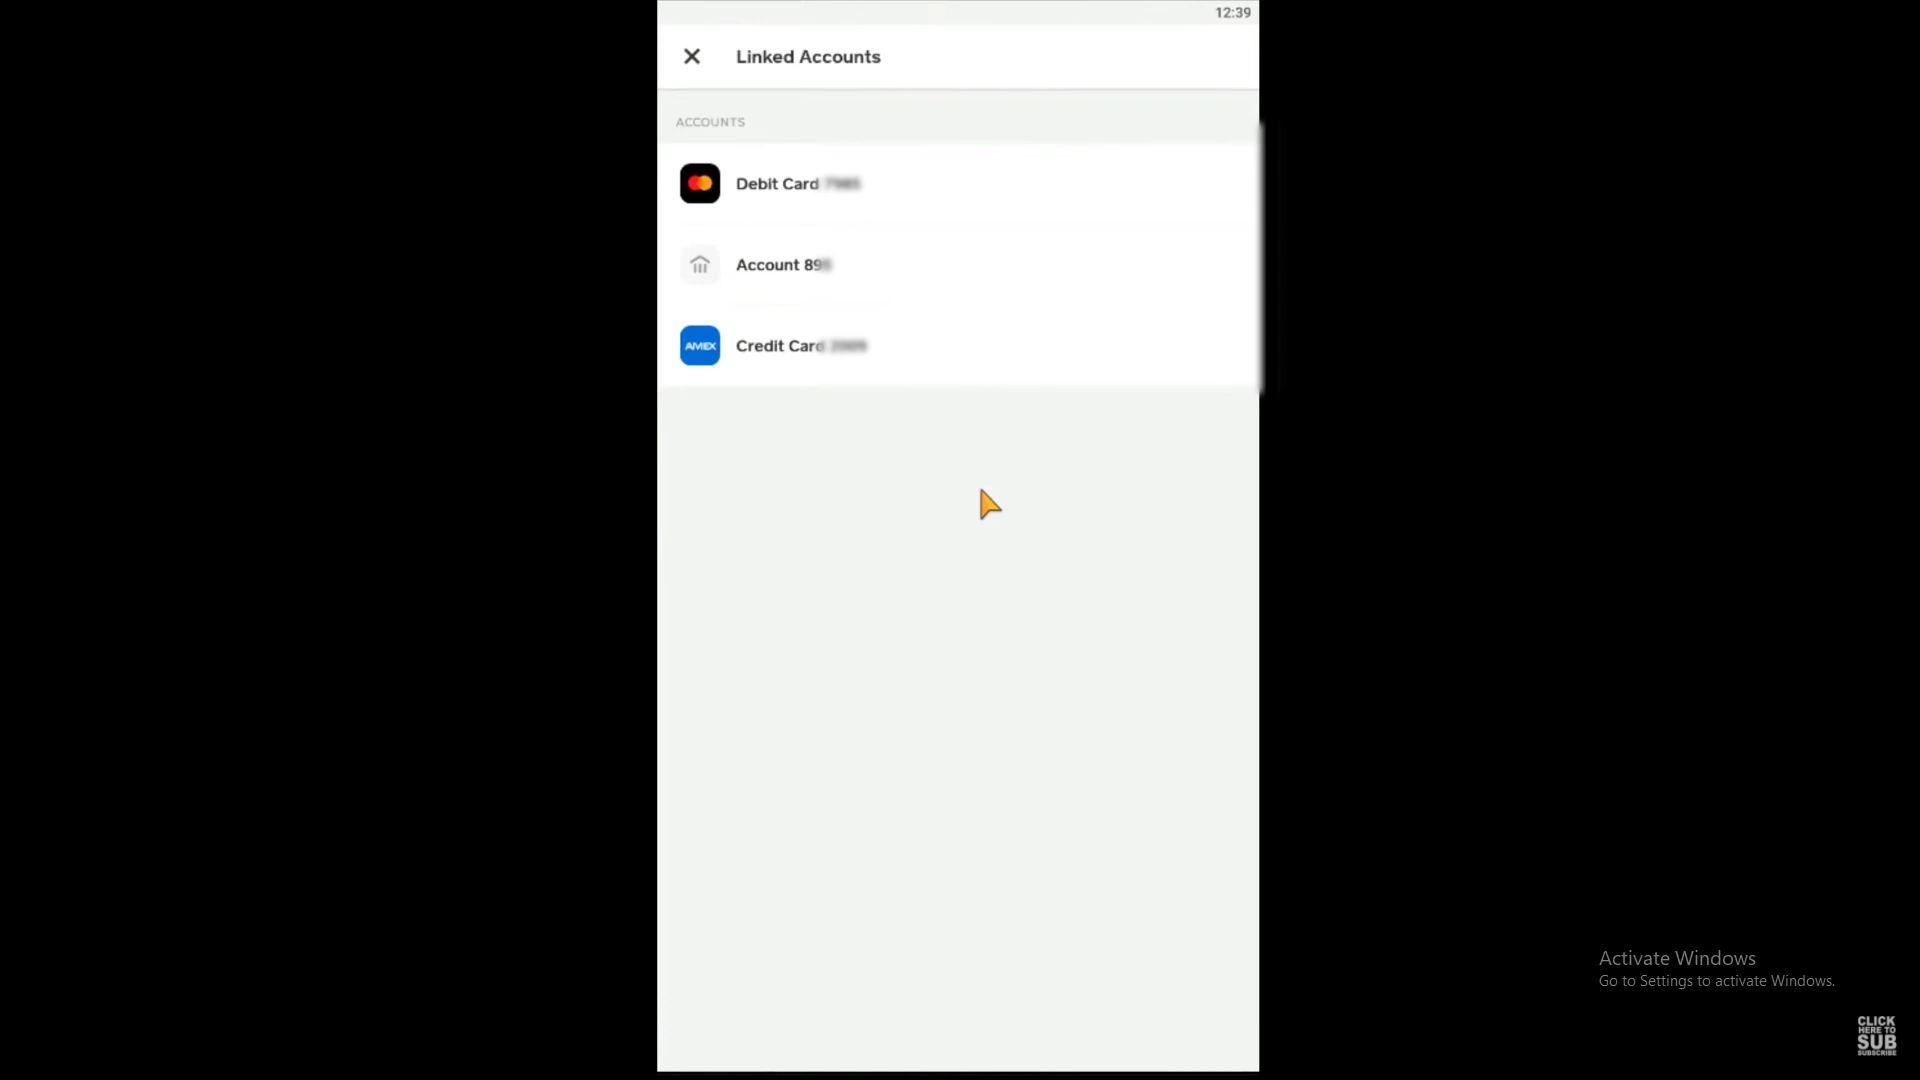 12:39
Linked Accounts
ACCOUNTS
Debit Card
Account
AMEX
Credit Card
Activate Windows
Go to Settings to activate Windows.
CLICK
HERE TO
SUB
SUBSCRIBE